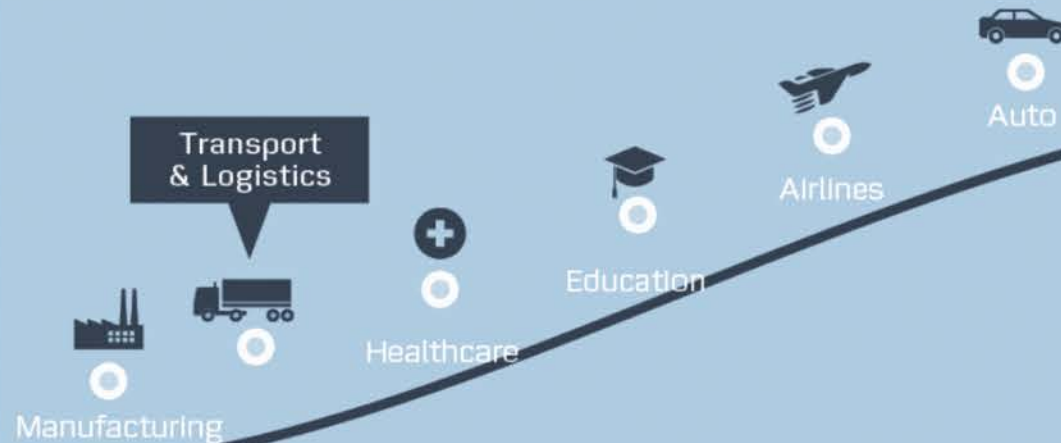 Transport
& Logistics
Manufacturing
Healthcare
Education
Airlines
Auto